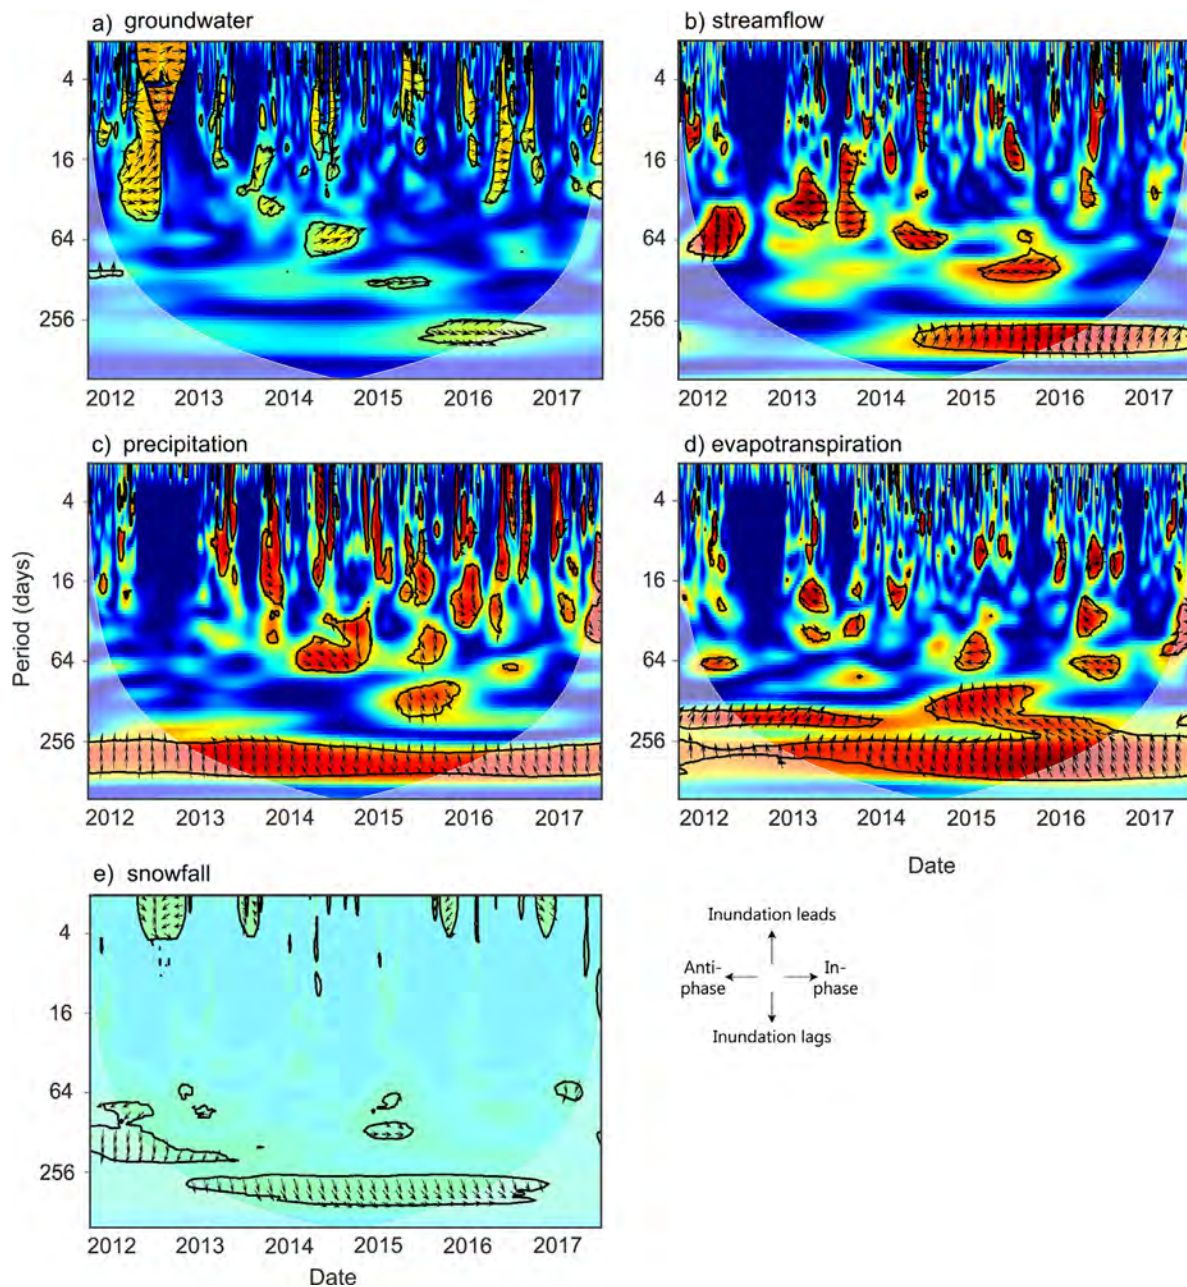 a) groundwater
b) streamflow
4
16
64
256
2012 2013 2014 2015 2016 2017
4
16
64
256
2012 2013 2014 2015 2016 2017
c) precipitation
d) evapotranspiration
Period (days)
4
16
64
256
2012 2013 2014 2015 2016 2017
4
16
64
256
2012 2013 2014 2015 2016 2017
Date
e) snowfall
4
16
64
256
2012 2013 2014 2015 2016 2017
Date
Inundation leads
Anti-
phase
In-
phase
Inundation lags